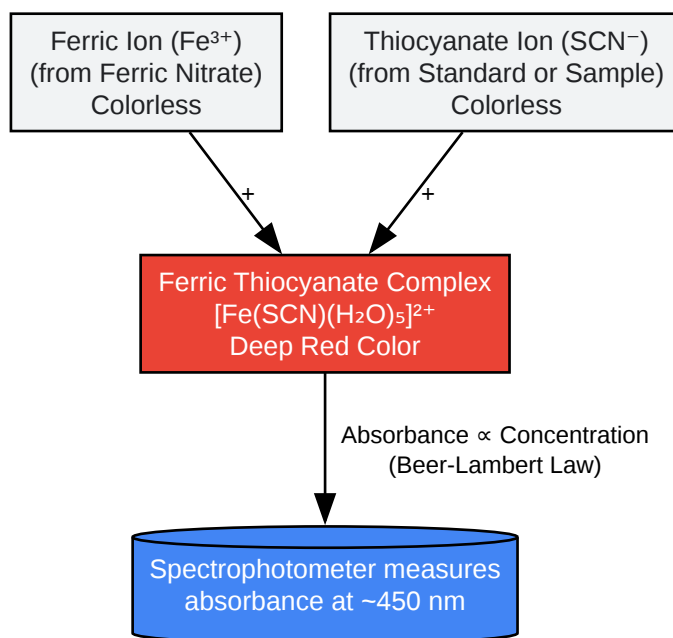 Ferric Ion (Fe³⁺)
(from Ferric Nitrate)
Colorless
Thiocyanate Ion (SCN⁻)
(from Standard or Sample)
Colorless
+
+
Ferric Thiocyanate Complex
[Fe(SCN)(H₂O)₅]²⁺
Deep Red Color
Absorbance ∝ Concentration
(Beer-Lambert Law)
Spectrophotometer measures
absorbance at ~450 nm